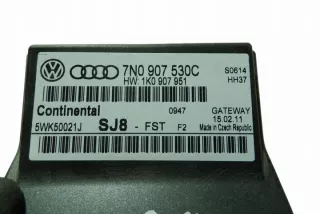 7N0 907 530C
S0614
HW: 1K0 907 951
HH37
Continental
0947
GATEWAY
15.02.11
5WK50021J
SJ8 - FST F2
Made in Czech Republic